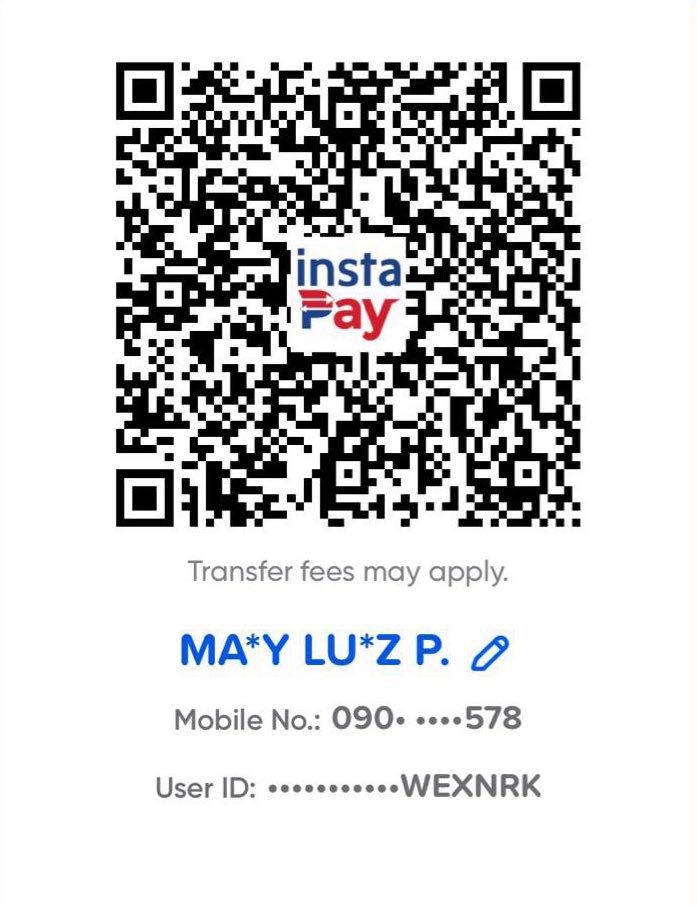 insta
Pay
Transfer fees may apply.
MA*Y LU*Z P.
Mobile No.: 090• ••••578
User ID: •••••••••••WEXNRK